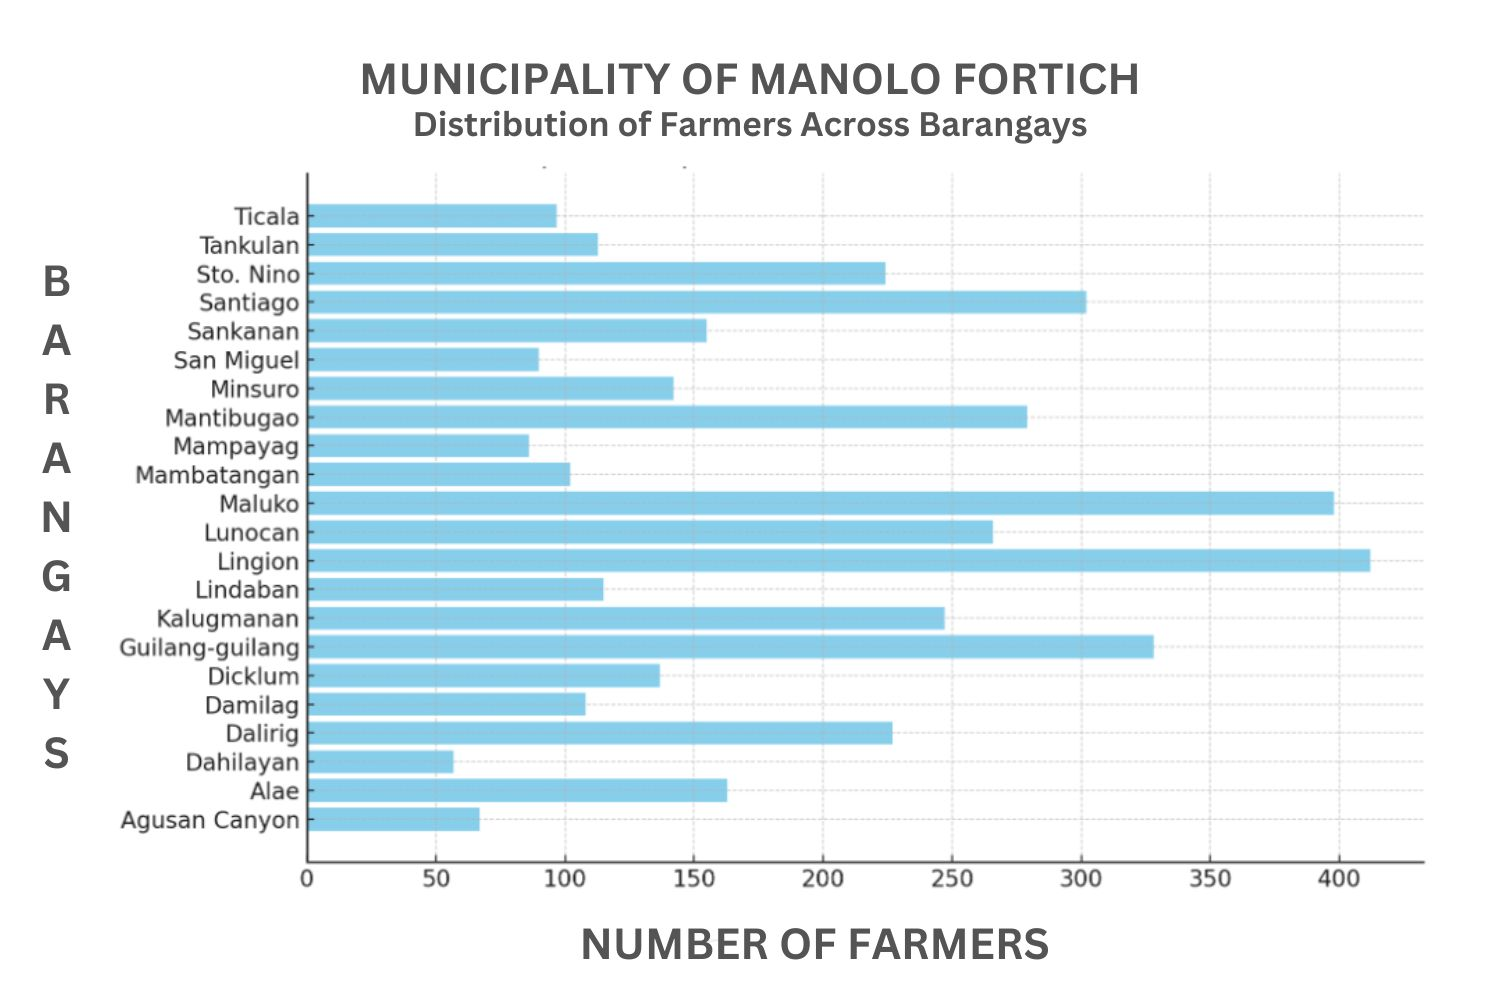 MUNICIPALITY OF MANOLO FORTICH
Distribution of Farmers Across Barangays
BARANGAYS
Ticala
Tankulan
Sto. Nino
Santiago
Sankanan
San Miguel
Minsuro
Mantibugao
Mampayag
Mambatangan
Maluko
Lunocan
Lingion
Lindaban
Kalugmanan
Guilang-guilang
Dicklum
Damilag
Dalirig
Dahilayan
Alae
Agusan Canyon
0 50 100 150 200 250 300 350 400
NUMBER OF FARMERS